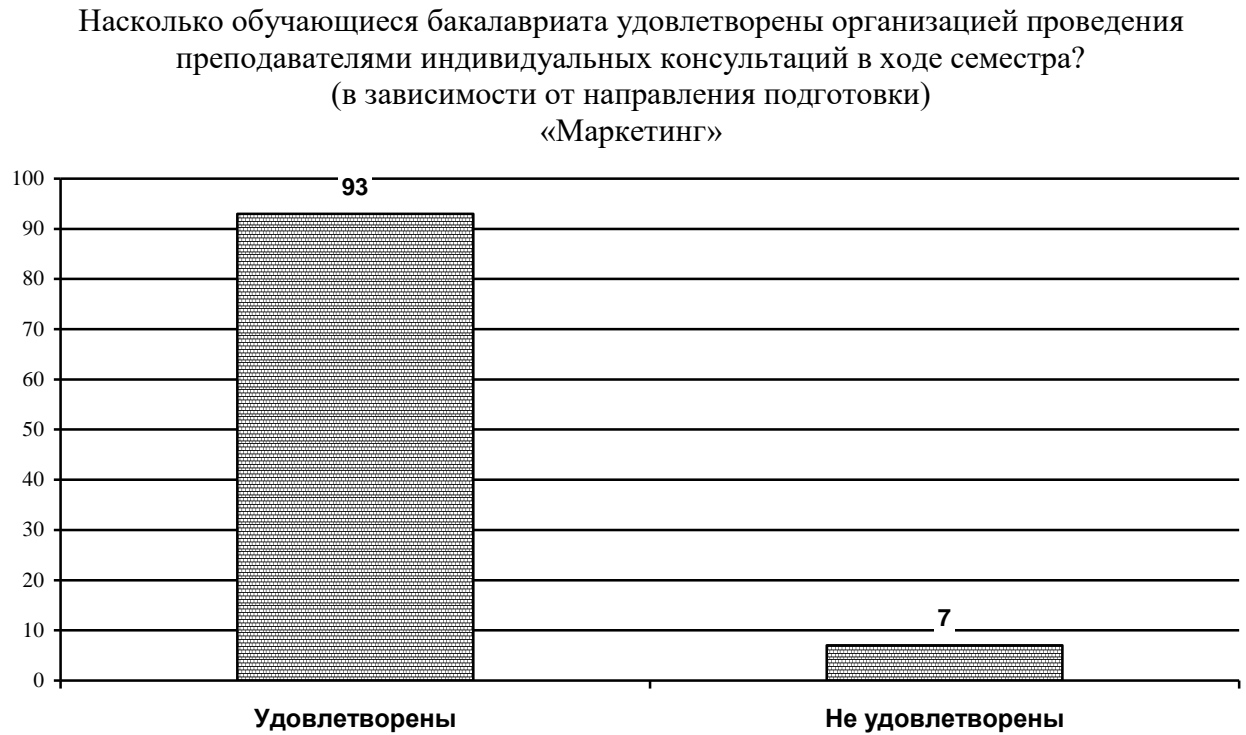 Насколько обучающиеся бакалавриата удовлетворены организацией проведения
преподавателями индивидуальных консультаций в ходе семестра?
(в зависимости от направления подготовки)
«Маркетинг»
100
93
90
80
70
60
50
40
30
20
10
7
0
Удовлетворены
Не удовлетворены